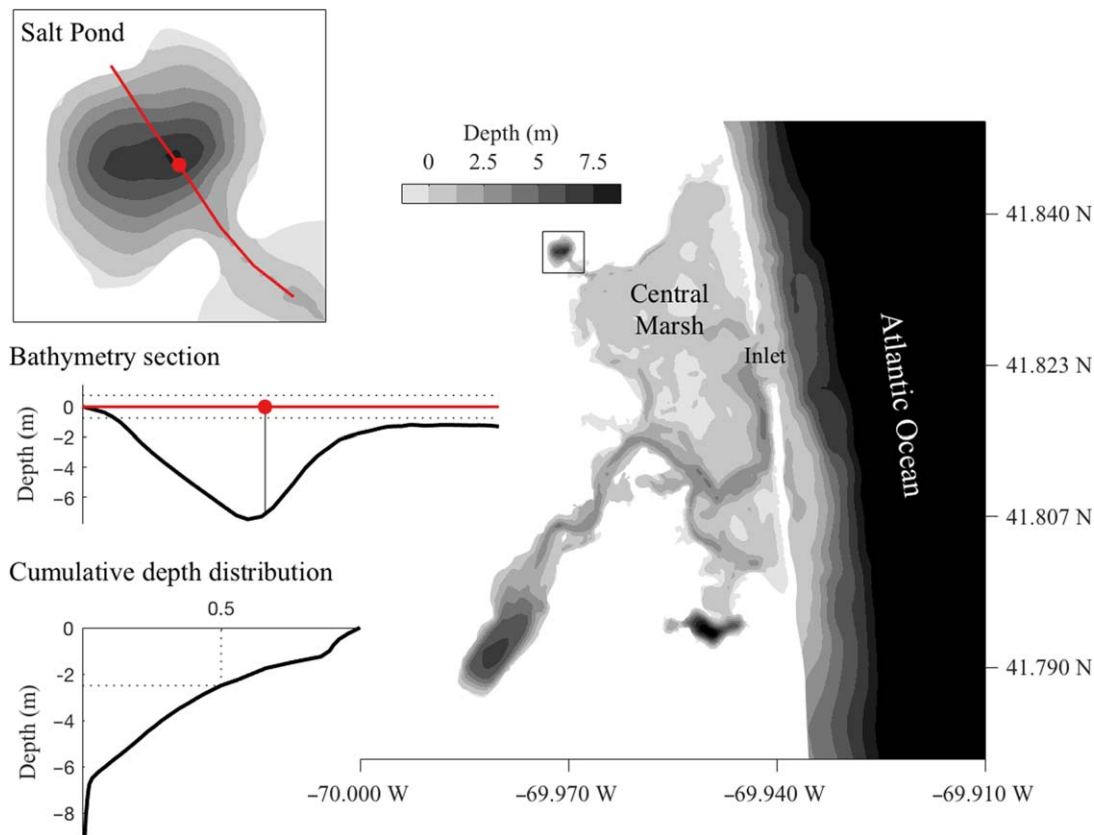 Salt Pond
Depth (m)
0 2.5 5 7.5
41.840 N
Central
Marsh
Inlet
41.823 N
Atlantic Ocean
41.807 N
41.790 N
−70.000 W −69.970 W −69.940 W −69.910 W
Bathymetry section
Depth (m)
0
−2
−4
−6
Cumulative depth distribution
0.5
Depth (m)
0
−2
−4
−6
−8